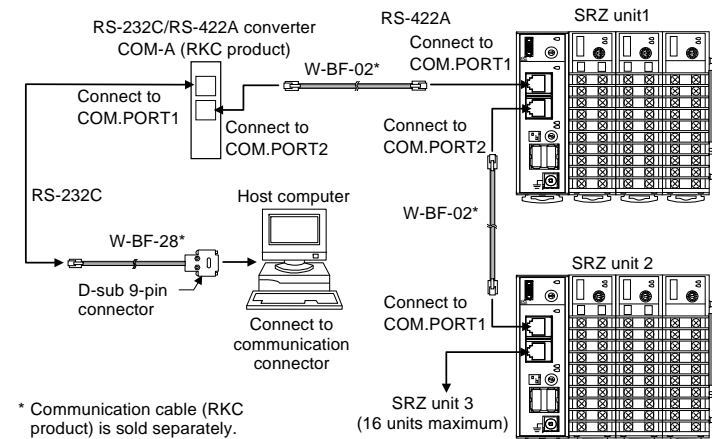 RS-232C/RS-422A converter
COM-A (RKC product)
RS-422A
SRZ unit1
W-BF-02*
Connect to
COM.PORT1
Connect to
COM.PORT1
Connect to
COM.PORT2
Connect to
COM.PORT2
RS-232C
Host computer
W-BF-28*
W-BF-02*
D-sub 9-pin
connector
Connect to
communication
connector
SRZ unit 2
Connect to
COM.PORT1
SRZ unit 3
(16 units maximum)
* Communication cable (RKC
product) is sold separately.